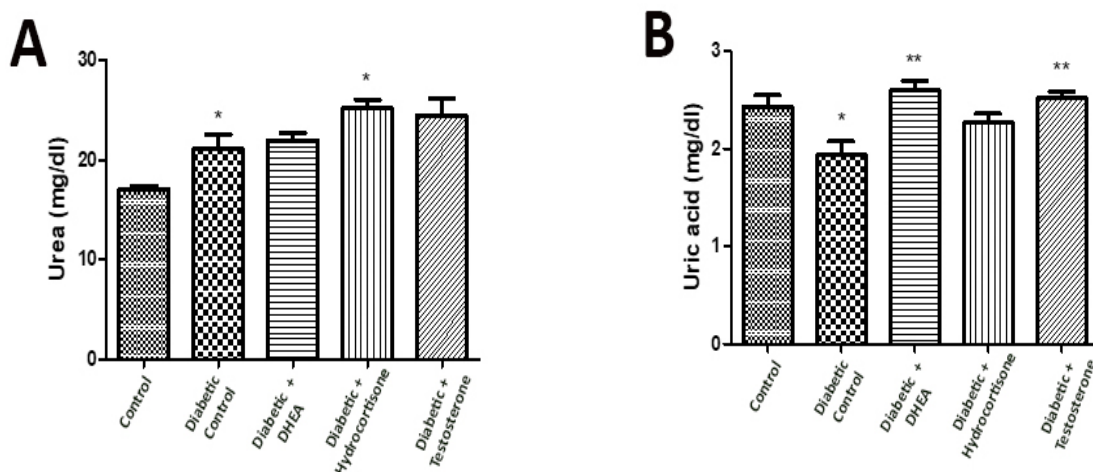 A
Urea (mg/dl)
30
20
10
0
*
*
Control
Diabetic
Control
Diabetic +
DHEA
Diabetic +
Hydrocortisone
Diabetic +
Testosterone
B
Uric acid (mg/dl)
3
2
1
0
*
**
**
Control
Diabetic
Control
Diabetic +
DHEA
Diabetic +
Hydrocortisone
Diabetic +
Testosterone